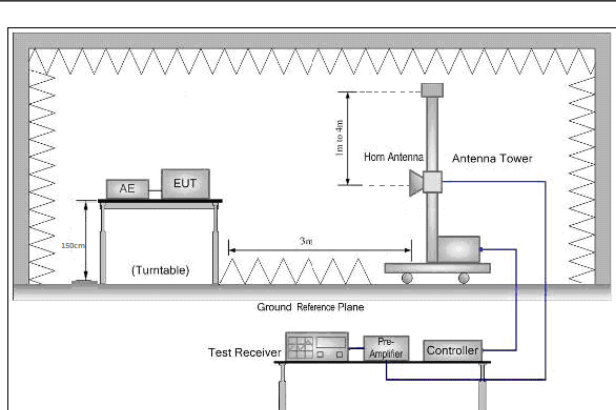 1m to 4m
Horn Antenna
Antenna Tower
AE
EUT
150cm
(Turntable)
3m
Ground Reference Plane
Test Receiver
Pre-
Amplifier
Controller